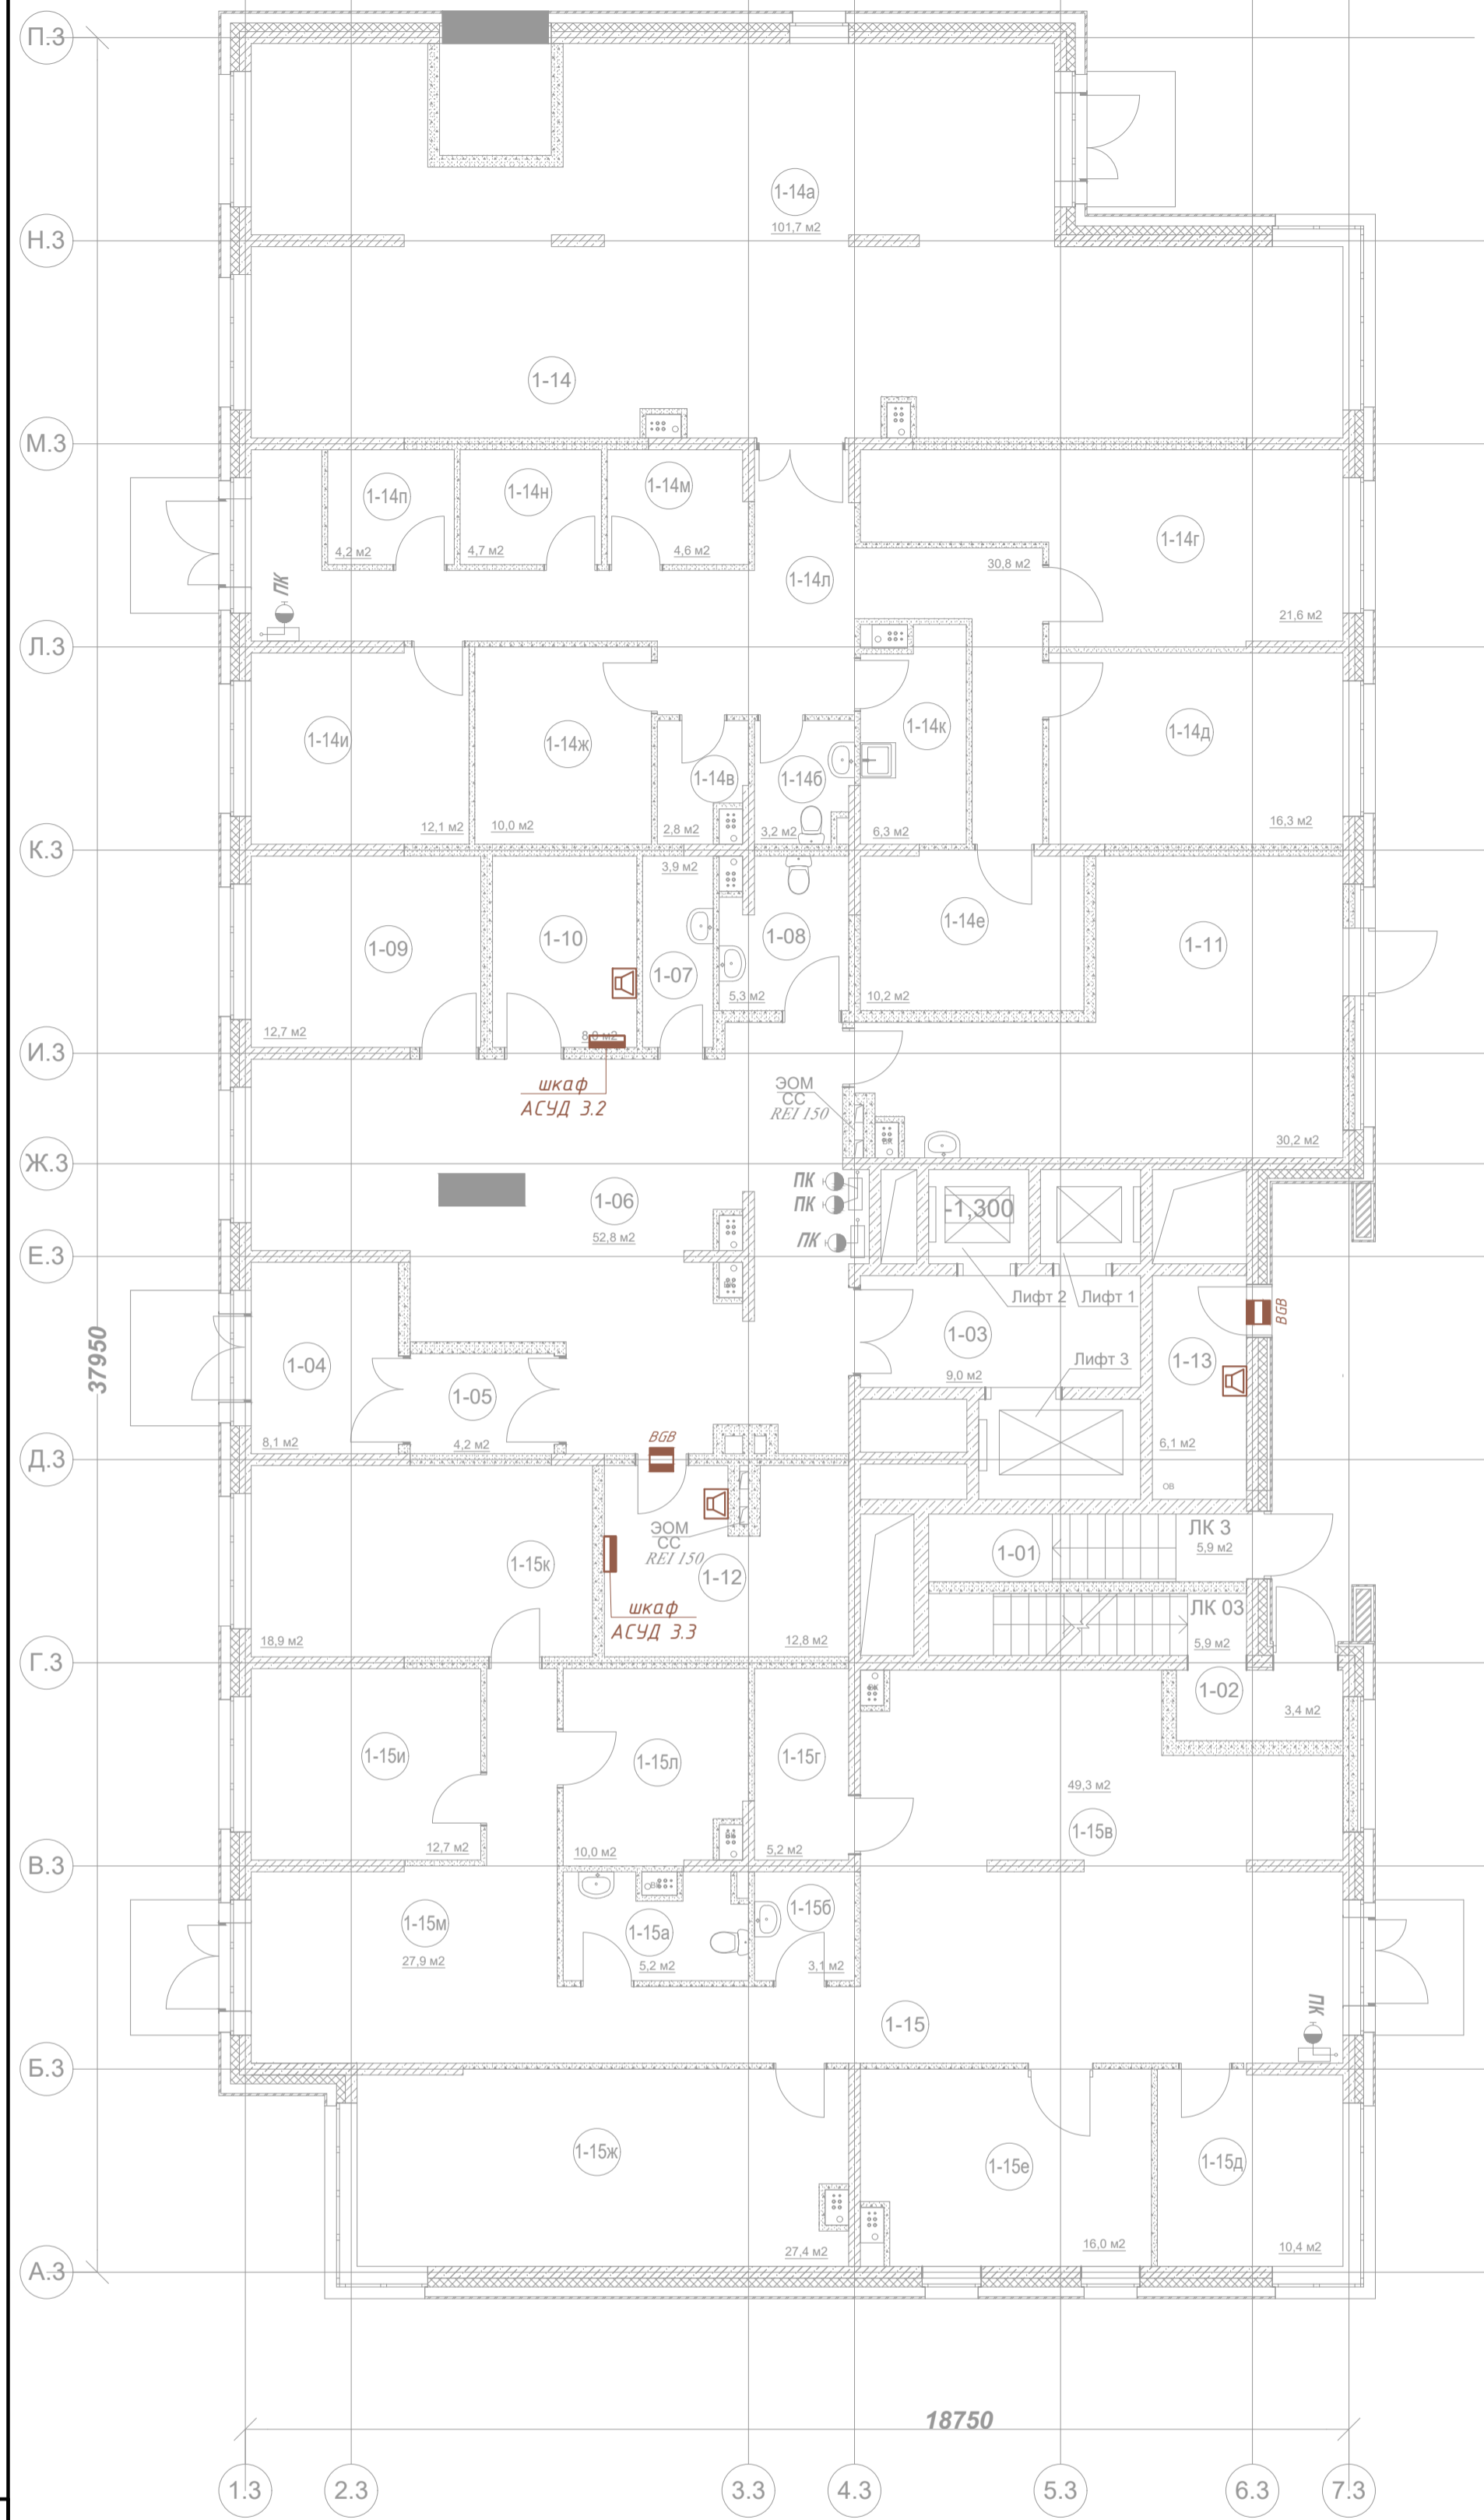 П.3
1-14а
101,7 м2
Н.3
1-14
М.3
1-14п
1-14н
1-14м
4,2 м2
4,7 м2
4,6 м2
1-14г
1-14л
30,8 м2
21,6 м2
ПК
Л.3
1-14и
1-14ж
1-14к
1-14д
1-14в
1-14б
12,1 м2
10,0 м2
2,8 м2
3,2 м2
6,3 м2
16,3 м2
К.3
3,9 м2
1-09
1-10
1-07
1-08
1-14е
1-11
5,3 м2
10,2 м2
12,7 м2
И.3
шкаф
АСУД 3.2
ЭОМ
СС
REI 150
ВК
30,2 м2
Ж.3
ПК
ПК
ПК
1-06
52,8 м2
-1,300
Е.3
Лифт 2
Лифт 1
BGB
1-03
9,0 м2
Лифт 3
1-13
6,1 м2
ОВ
1-04
1-05
8,1 м2
4,2 м2
37950
Д.3
BGB
ЭОМ
СС
REI 150
1-15к
1-12
1-01
ЛК 3
5,9 м2
шкаф
АСУД 3.3
ЛК 03
5,9 м2
18,9 м2
12,8 м2
Г.3
ВК
1-02
3,4 м2
1-15и
1-15л
1-15г
49,3 м2
1-15в
12,7 м2
10,0 м2
5,2 м2
В.3
1-15м
27,9 м2
1-15а
5,2 м2
1-15б
3,1 м2
1-15
ПК
Б.3
1-15ж
1-15е
1-15д
27,4 м2
16,0 м2
10,4 м2
А.3
18750
1.3
2.3
3.3
4.3
5.3
6.3
7.3